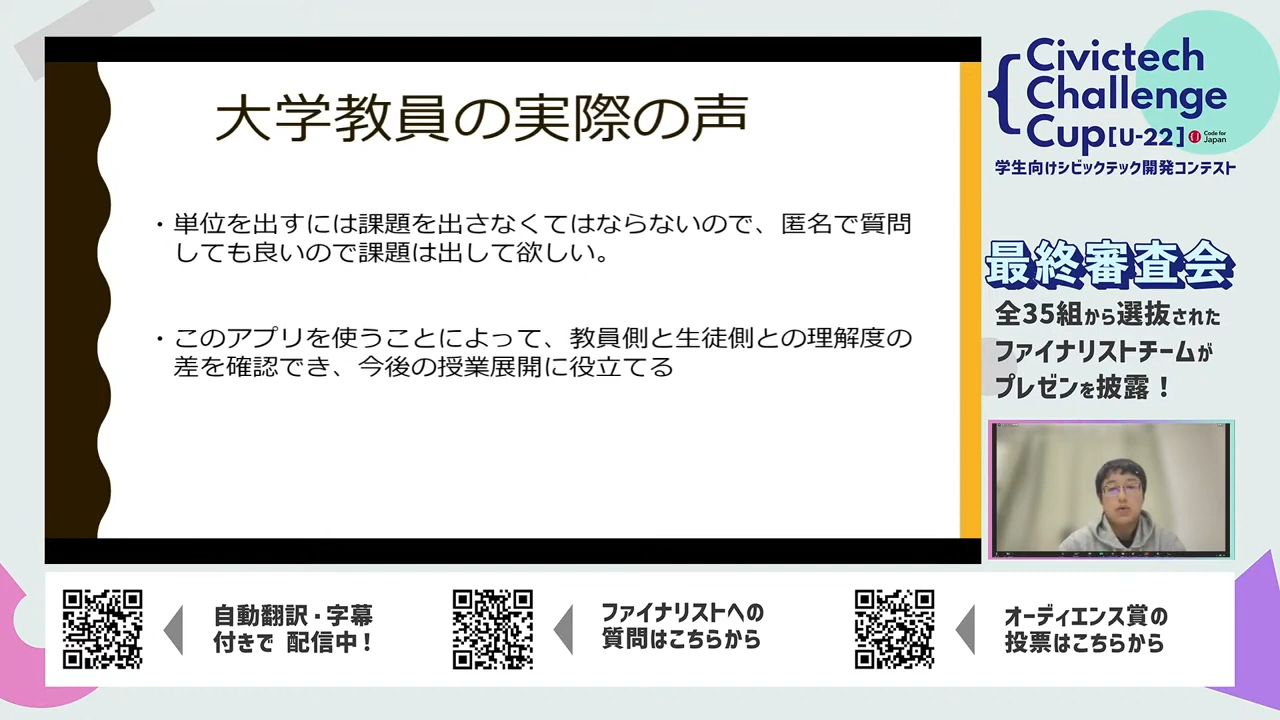 大学教員の実際の声
・単位を出すには課題を出さなくてはならないので、匿名で質問
しても良いので課題は出して欲しい。
・このアプリを使うことによって、教員側と生徒側との理解度の
差を確認でき、今後の授業展開に役立てる
Civictech
Challenge
Cup[U-22]
Code for
Japan
学生向けシビックテック開発コンテスト
最終審査会
全35組から選抜された
ファイナリストチームが
プレゼンを披露！
自動翻訳・字幕
付きで 配信中！
ファイナリストへの
質問はこちらから
オーディエンス賞の
投票はこちらから